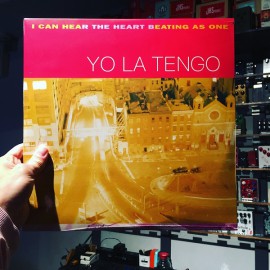 I CAN HEAR THE HEART BEATING AS ONE
YO LA TENGO